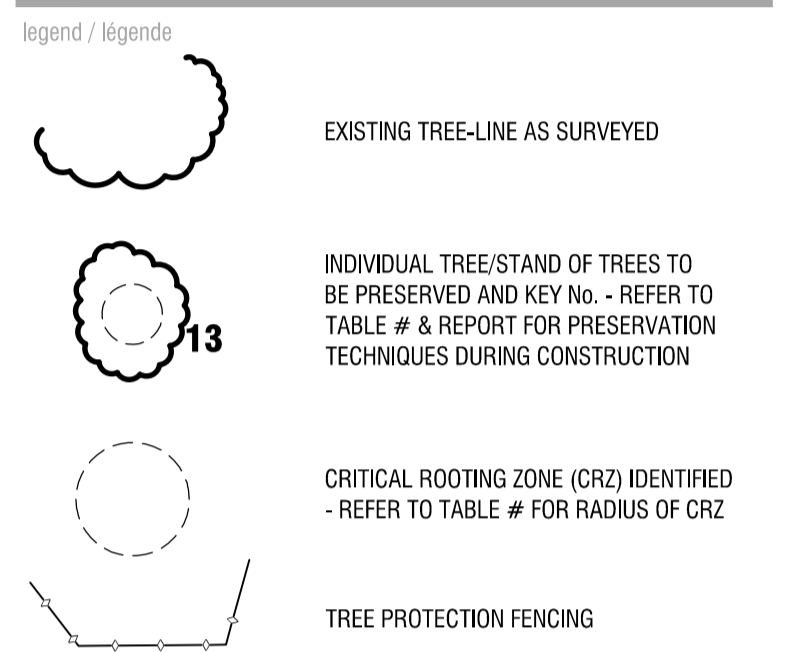 legend / légende
EXISTING TREE-LINE AS SURVEYED
INDIVIDUAL TREE/STAND OF TREES TO
BE PRESERVED AND KEY No. - REFER TO
TABLE # & REPORT FOR PRESERVATION
TECHNIQUES DURING CONSTRUCTION
13
CRITICAL ROOTING ZONE (CRZ) IDENTIFIED
- REFER TO TABLE # FOR RADIUS OF CRZ
TREE PROTECTION FENCING